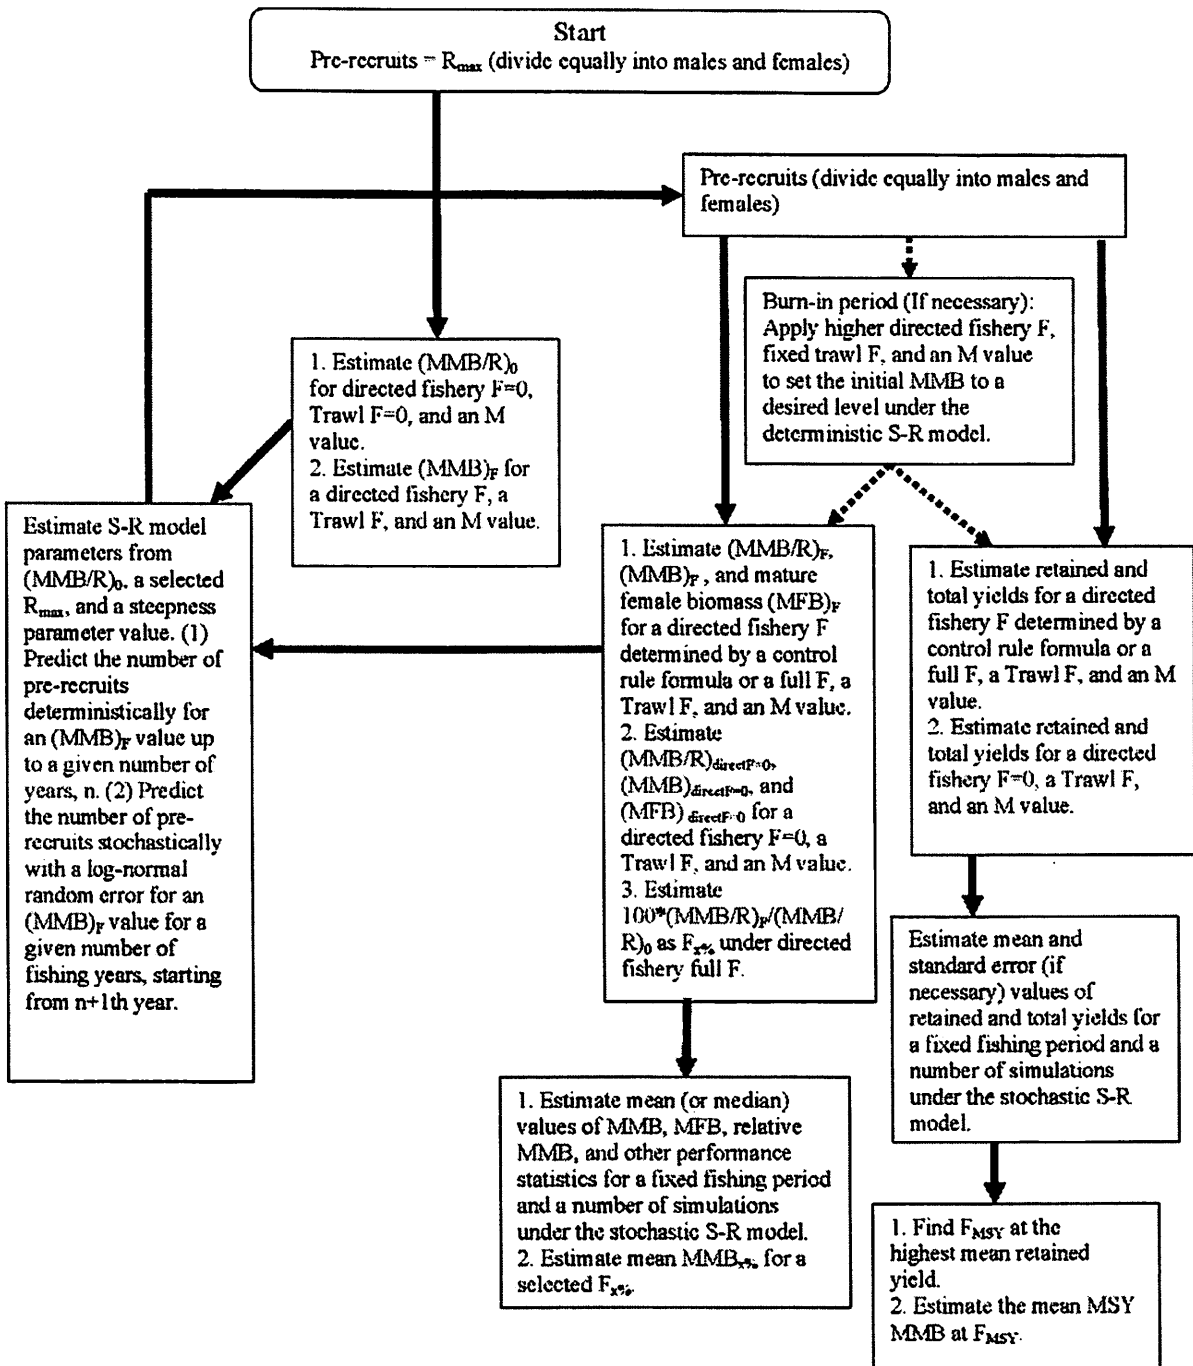 Start
Pre-recruits = Rmax (divide equally into males and females)
Pre-recruits (divide equally into males and
females)
Burn-in period (If necessary):
Apply higher directed fishery F,
fixed trawl F, and an M value
to set the initial MMB to a
desired level under the
deterministic S-R model.
1. Estimate (MMB/R)0
for directed fishery F=0,
Trawl F=0, and an M
value.
2. Estimate (MMB)F for
a directed fishery F, a
Trawl F, and an M value.
Estimate S-R model
parameters from
(MMB/R)0, a selected
Rmax, and a steepness
parameter value. (1)
Predict the number of
pre-recruits
deterministically for
an (MMB)F value up
to a given number of
years, n. (2) Predict
the number of pre-
recruits stochastically
with a log-normal
random error for an
(MMB)F value for a
given number of
fishing years, starting
from n+1th year.
1. Estimate (MMB/R)F,
(MMB)F , and mature
female biomass (MFB)F
for a directed fishery F
determined by a control
rule formula or a full F, a
Trawl F, and an M value.
2. Estimate
(MMB/R)directF=0,
(MMB)directF=0, and
(MFB) directF=0 for a
directed fishery F=0, a
Trawl F, and an M value.
3. Estimate
100*(MMB/R)F/(MMB/
R)0 as Fx% under directed
fishery full F.
1. Estimate retained and
total yields for a directed
fishery F determined by a
control rule formula or a
full F, a Trawl F, and an M
value.
2. Estimate retained and
total yields for a directed
fishery F=0, a Trawl F,
and an M value.
Estimate mean and
standard error (if
necessary) values of
retained and total yields for
a fixed fishing period and a
number of simulations
under the stochastic S-R
model.
1. Estimate mean (or median)
values of MMB, MFB, relative
MMB, and other performance
statistics for a fixed fishing period
and a number of simulations
under the stochastic S-R model.
2. Estimate mean MMBx% for a
selected Fx%.
1. Find FMSY at the
highest mean retained
yield.
2. Estimate the mean MSY
MMB at FMSY.